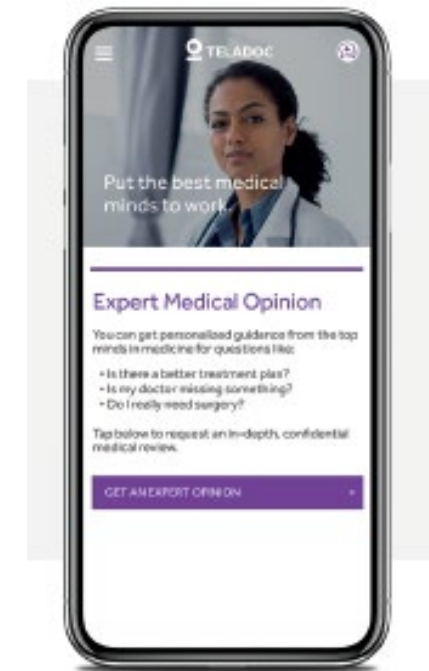 TELADOC
Put the best medical
minds to work.
Expert Medical Opinion
You can get personalized guidance from the top
minds in medicine for questions like:
• Is there a better treatment plan?
• Is my doctor missing something?
• Do I really need surgery?
Tap below to request an in-depth, confidential
medical review.
GET AN EXPERT OPINION